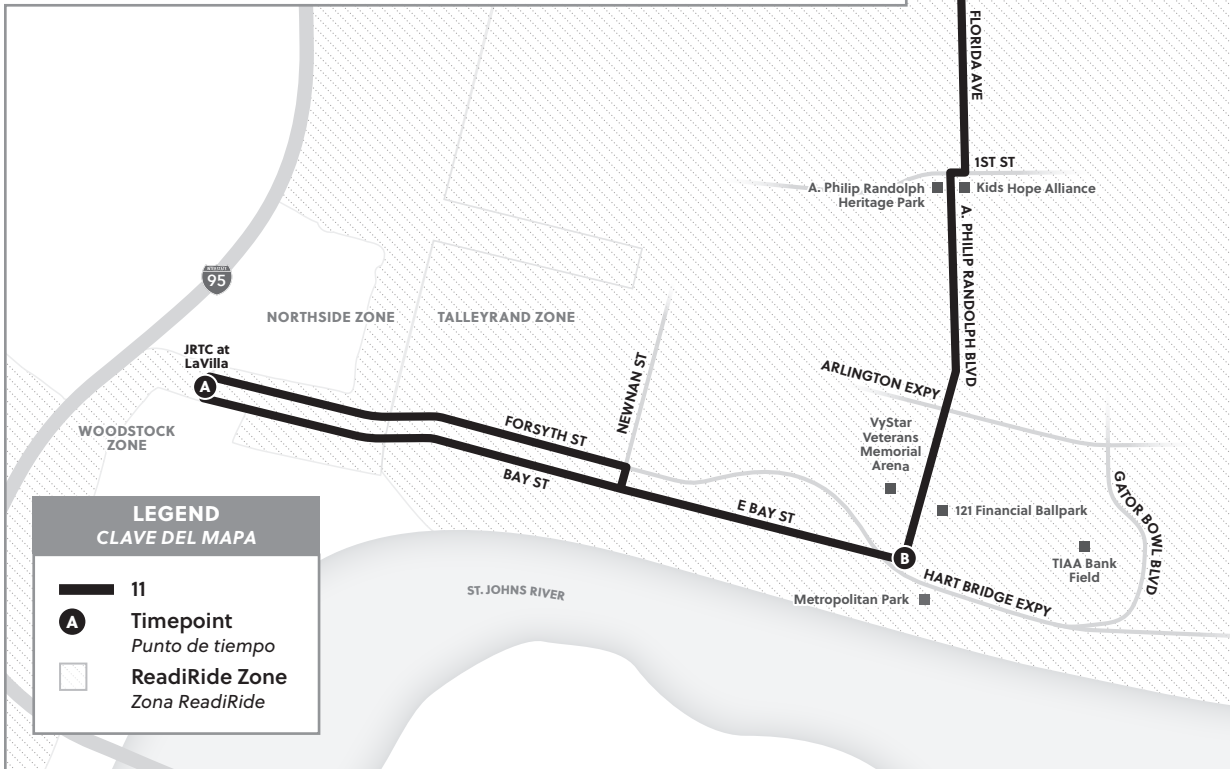 FLORIDA AVE
1ST ST
A. Philip Randolph
Heritage Park
Kids Hope Alliance
A. PHILIP RANDOLPH BLVD
95
NORTHSIDE ZONE
TALLEYRAND ZONE
JRTC at
LaVilla
A
NEWNAN ST
ARLINGTON EXPY
WOODSTOCK
ZONE
FORSYTH ST
BAY ST
VyStar
Veterans
Memorial
Arena
E BAY ST
121 Financial Ballpark
GATOR BOWL BLVD
B
TIAA Bank
Field
HART BRIDGE EXPY
Metropolitan Park
ST. JOHNS RIVER
LEGEND
CLAVE DEL MAPA
11
A
Timepoint
Punto de tiempo
ReadiRide Zone
Zona ReadiRide